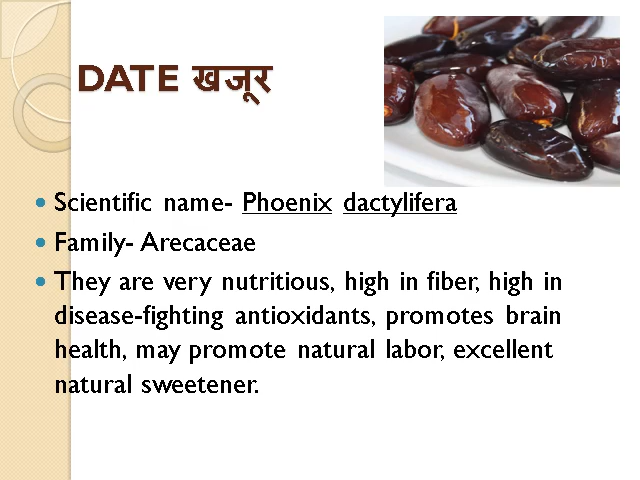 DATE खजूर
Scientific name- Phoenix dactylifera
Family- Arecaceae
They are very nutritious, high in fiber, high in
disease-fighting antioxidants, promotes brain
health, may promote natural labor, excellent
natural sweetener.